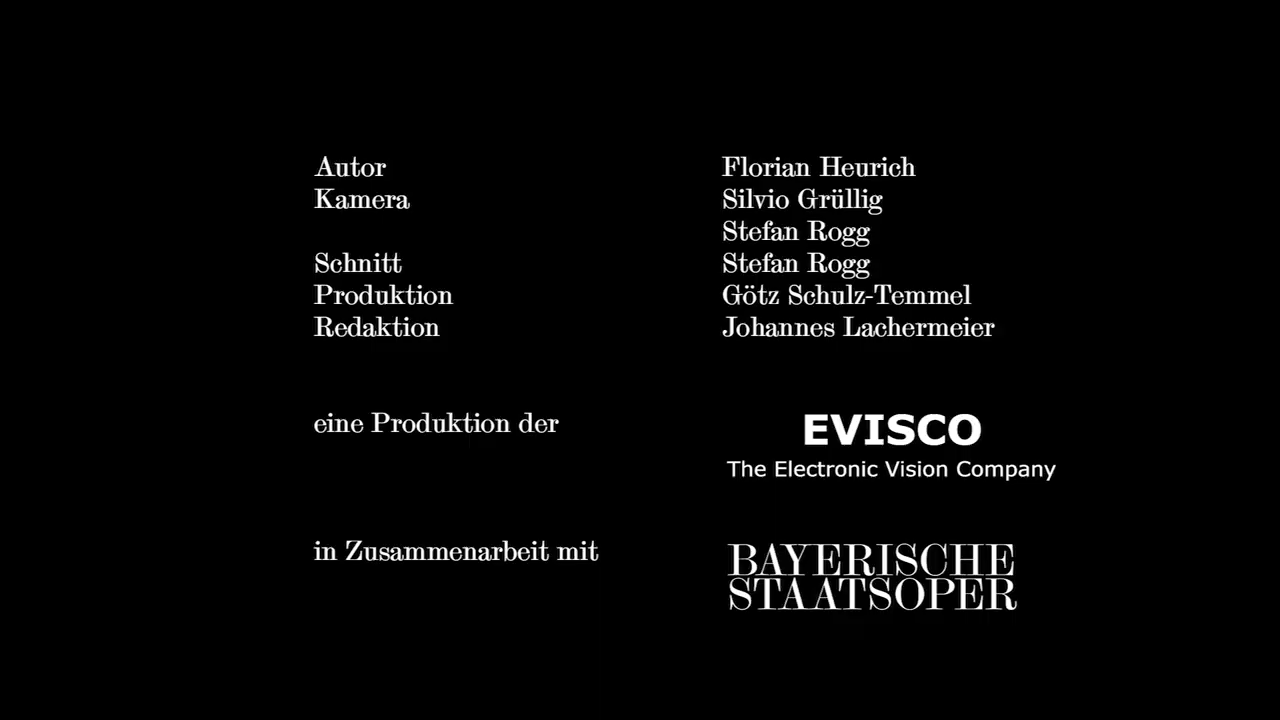 Autor Florian Heurich
Kamera Silvio Grüllig
Stefan Rogg
Schnitt Stefan Rogg
Produktion Götz Schulz-Temmel
Redaktion Johannes Lachermeier
eine Produktion der EVISCO
The Electronic Vision Company
in Zusammenarbeit mit BAYERISCHE
STAATSOPER